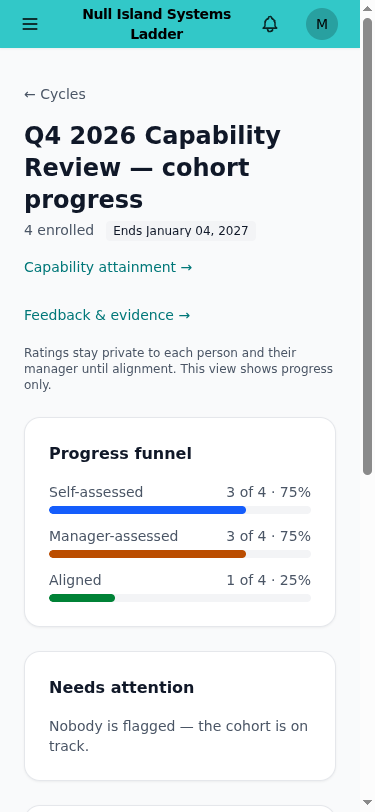 Null Island Systems
Ladder
M
← Cycles
Q4 2026 Capability
Review — cohort
progress
4 enrolled
Ends January 04, 2027
Capability attainment →
Feedback & evidence →
Ratings stay private to each person and their
manager until alignment. This view shows progress
only.
Progress funnel
Self-assessed 3 of 4 · 75%
Manager-assessed 3 of 4 · 75%
Aligned 1 of 4 · 25%
Needs attention
Nobody is flagged — the cohort is on
track.